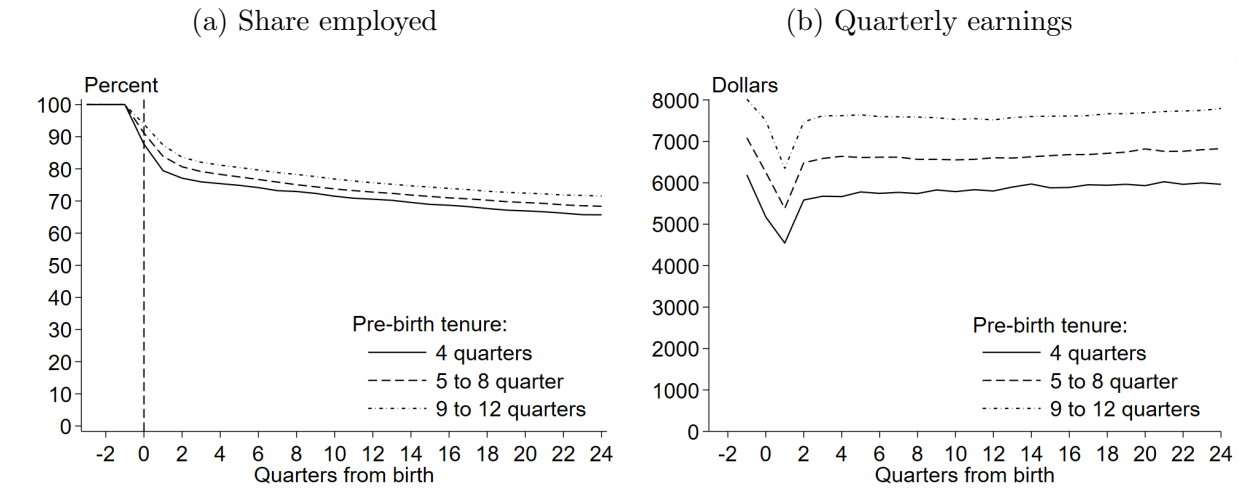 (a) Share employed
Percent
100
90
80
70
60
50
40
30
20
10
0
Pre-birth tenure:
4 quarters
5 to 8 quarter
9 to 12 quarters
-2 0 2 4 6 8 10 12 14 16 18 20 22 24
Quarters from birth
(b) Quarterly earnings
Dollars
8000
7000
6000
5000
4000
3000
2000
1000
0
Pre-birth tenure:
4 quarters
5 to 8 quarter
9 to 12 quarters
-2 0 2 4 6 8 10 12 14 16 18 20 22 24
Quarters from birth